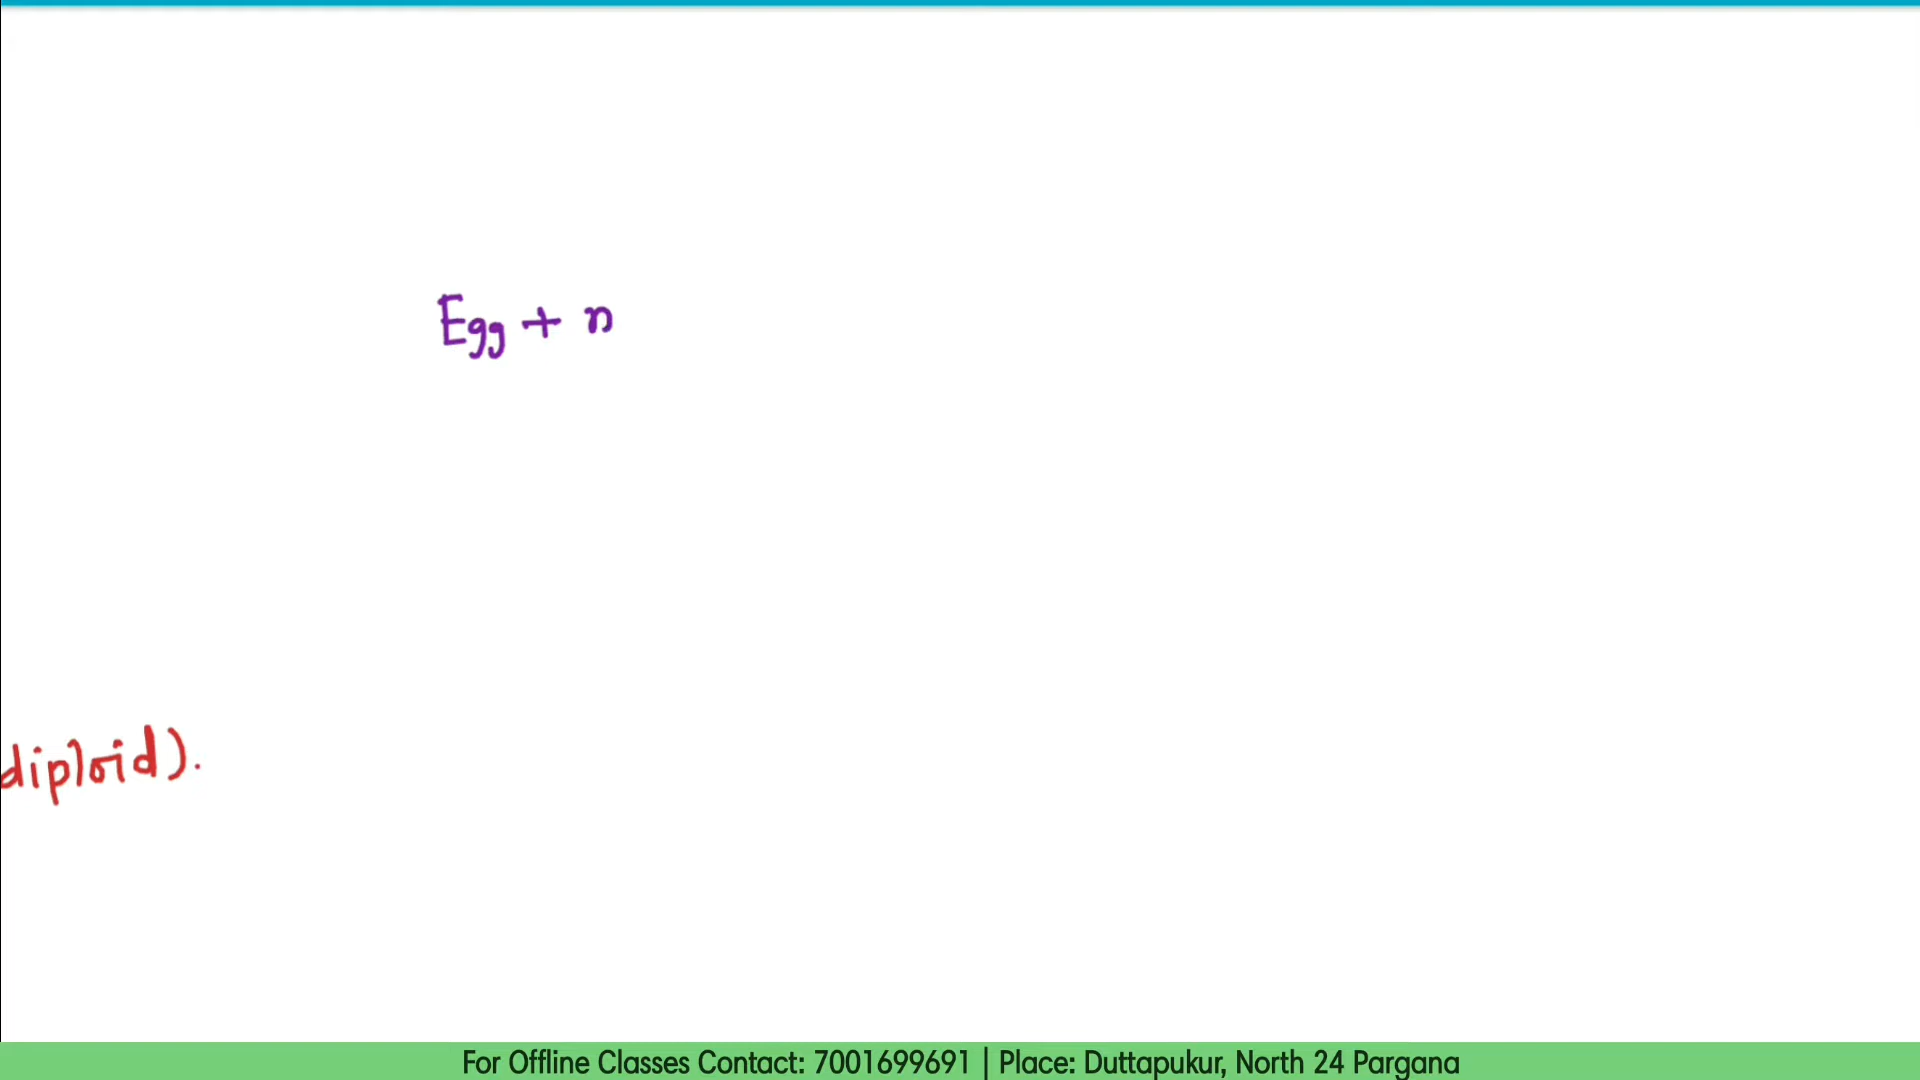 Egg + n
diploid).
For Offline Classes Contact: 7001699691 | Place: Duttapukur, North 24 Pargana